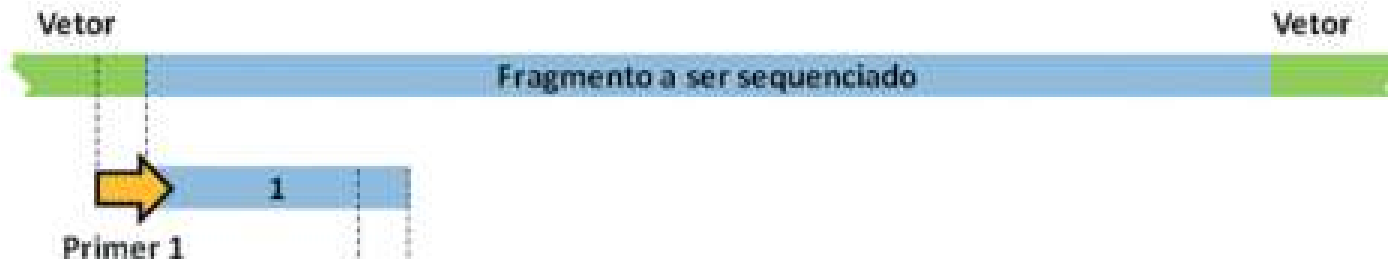 Vetor
Vetor
Fragmento a ser sequenciado
1
Primer 1